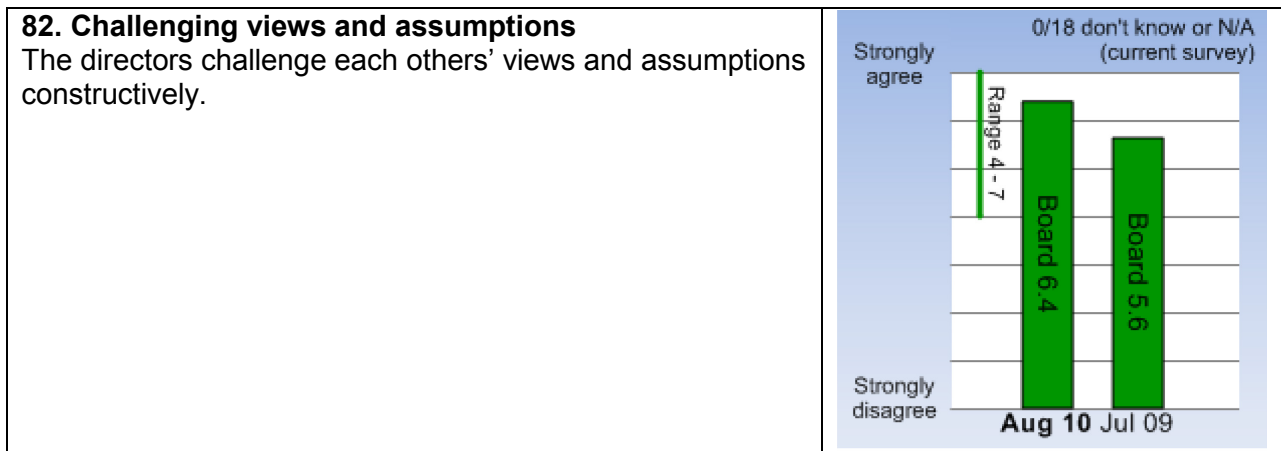 82. Challenging views and assumptions
The directors challenge each others’ views and assumptions
constructively.
0/18 don't know or N/A
(current survey)
Strongly
agree
Range 4 - 7
Board 6.4
Board 5.6
Strongly
disagree
Aug 10 Jul 09